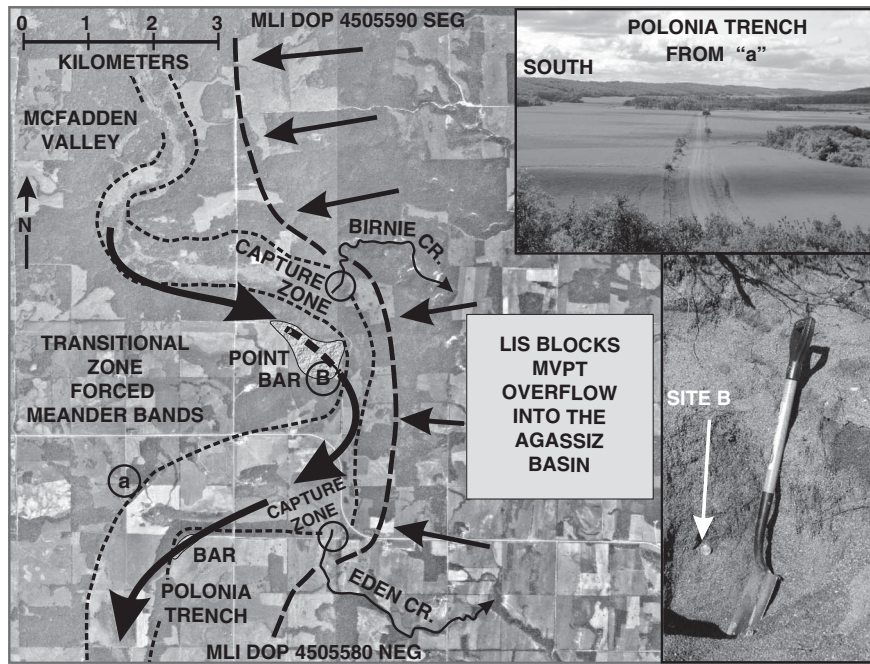 MLI DOP 4505590 SEG
0 1 2 3
KILOMETERS
MCFADDEN
VALLEY
N
BIRNIE CR.
CAPTURE
ZONE
TRANSITIONAL
ZONE
FORCED
MEANDER BANDS
POINT
BAR
B
a
CAPTURE
ZONE
BAR
POLONIA
TRENCH
EDEN CR.
MLI DOP 4505580 NEG
LIS BLOCKS
MVPT
OVERFLOW
INTO THE
AGASSIZ
BASIN
POLONIA TRENCH
FROM “a”
SOUTH
SITE B